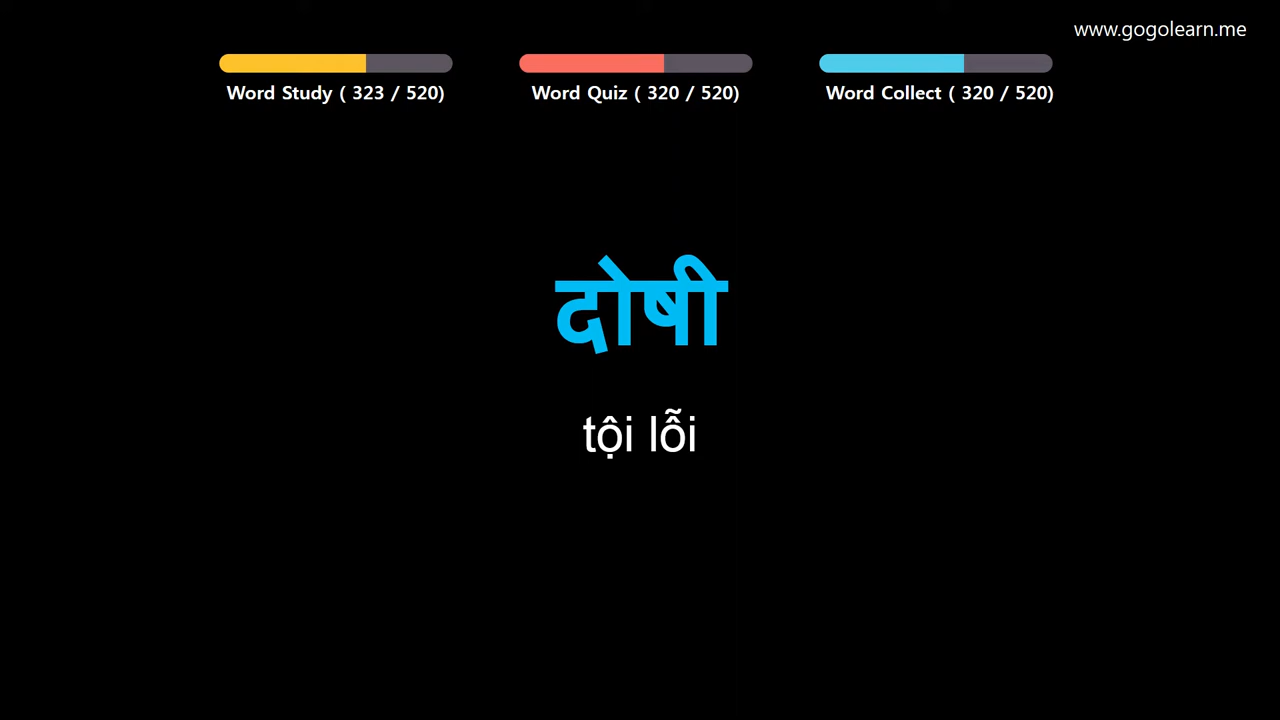 www.gogolearn.me
Word Study ( 323 / 520)
Word Quiz ( 320 / 520)
Word Collect ( 320 / 520)
दोषी
tội lỗi